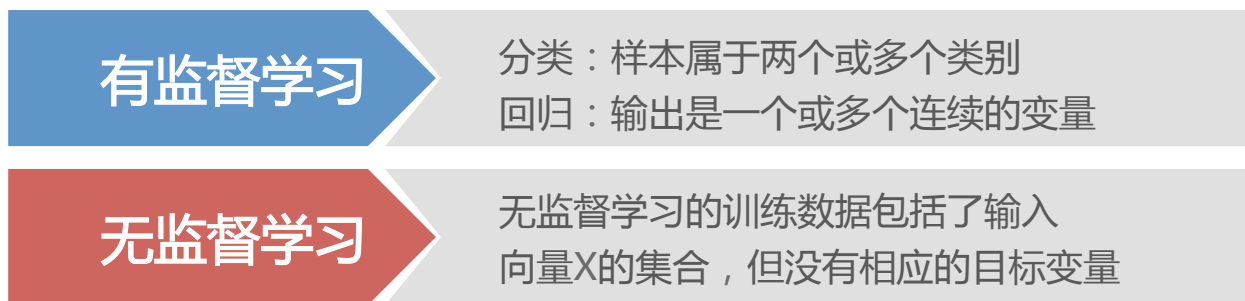 有监督学习
分类：样本属于两个或多个类别
回归：输出是一个或多个连续的变量
无监督学习
无监督学习的训练数据包括了输入
向量X的集合，但没有相应的目标变量